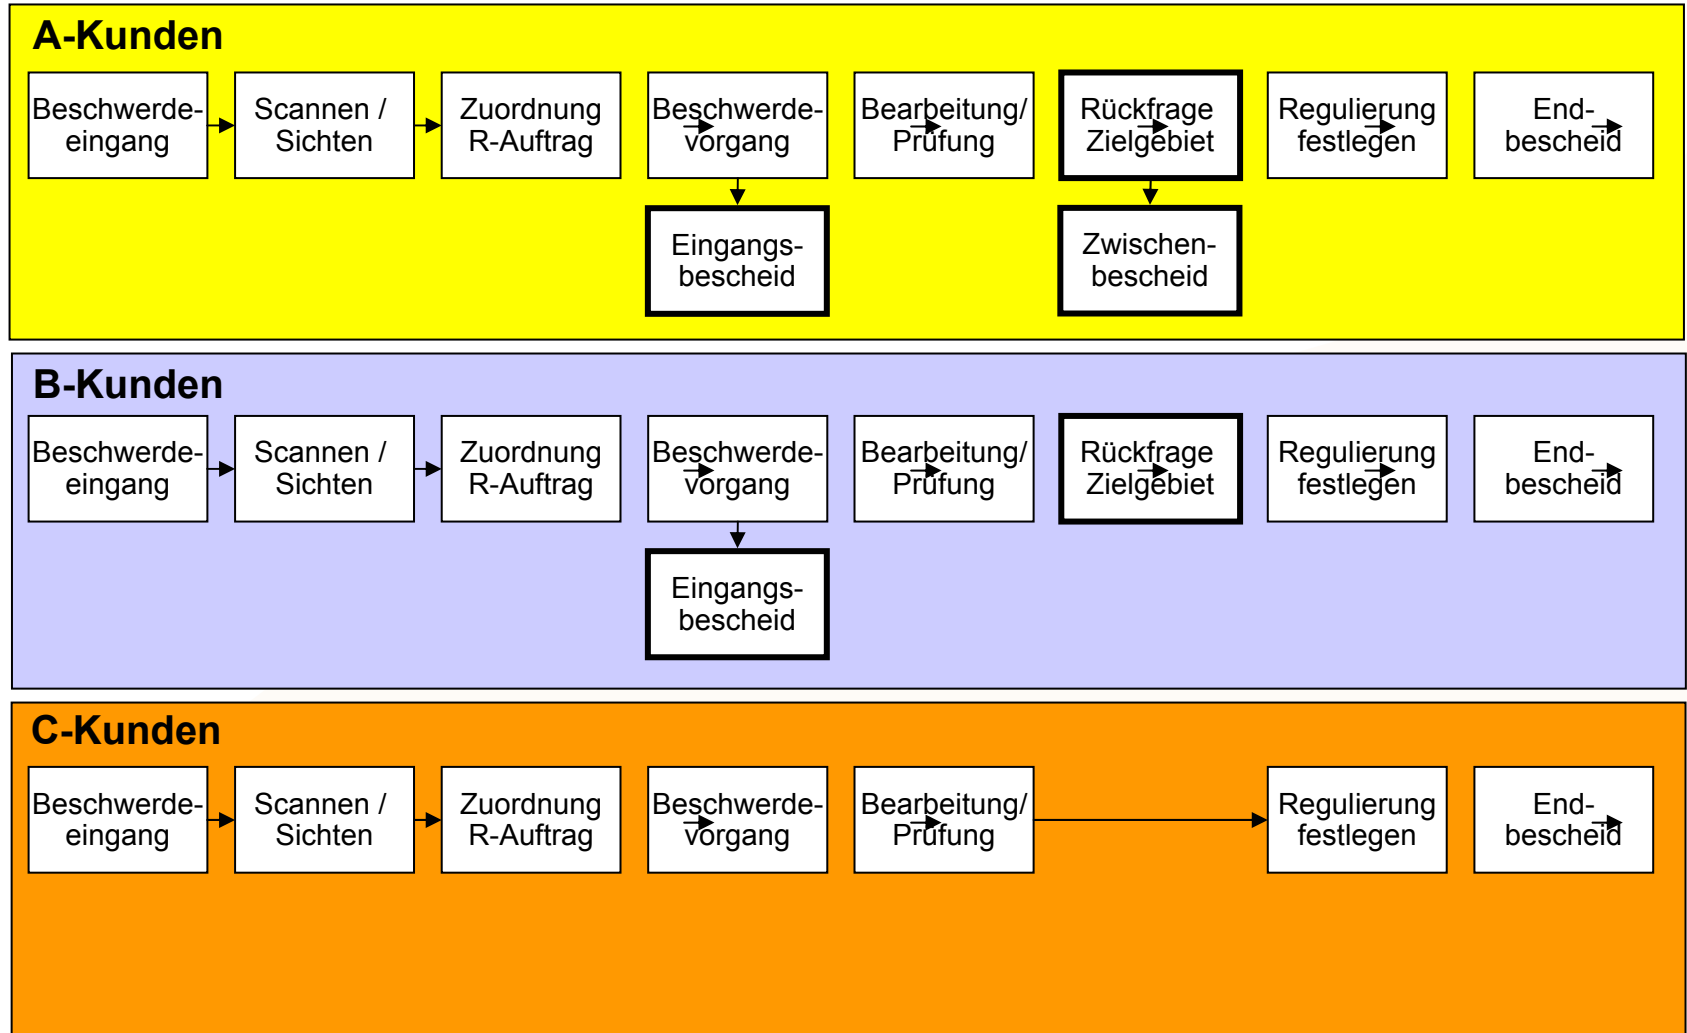 A-Kunden
Beschwerde-
eingang
Scannen /
Sichten
Zuordnung
R-Auftrag
Beschwerde-
vorgang
Bearbeitung/
Prüfung
Rückfrage
Zielgebiet
Regulierung
festlegen
End-
bescheid
Eingangs-
bescheid
Zwischen-
bescheid
B-Kunden
Beschwerde-
eingang
Scannen /
Sichten
Zuordnung
R-Auftrag
Beschwerde-
vorgang
Bearbeitung/
Prüfung
Rückfrage
Zielgebiet
Regulierung
festlegen
End-
bescheid
Eingangs-
bescheid
C-Kunden
Beschwerde-
eingang
Scannen /
Sichten
Zuordnung
R-Auftrag
Beschwerde-
vorgang
Bearbeitung/
Prüfung
Regulierung
festlegen
End-
bescheid